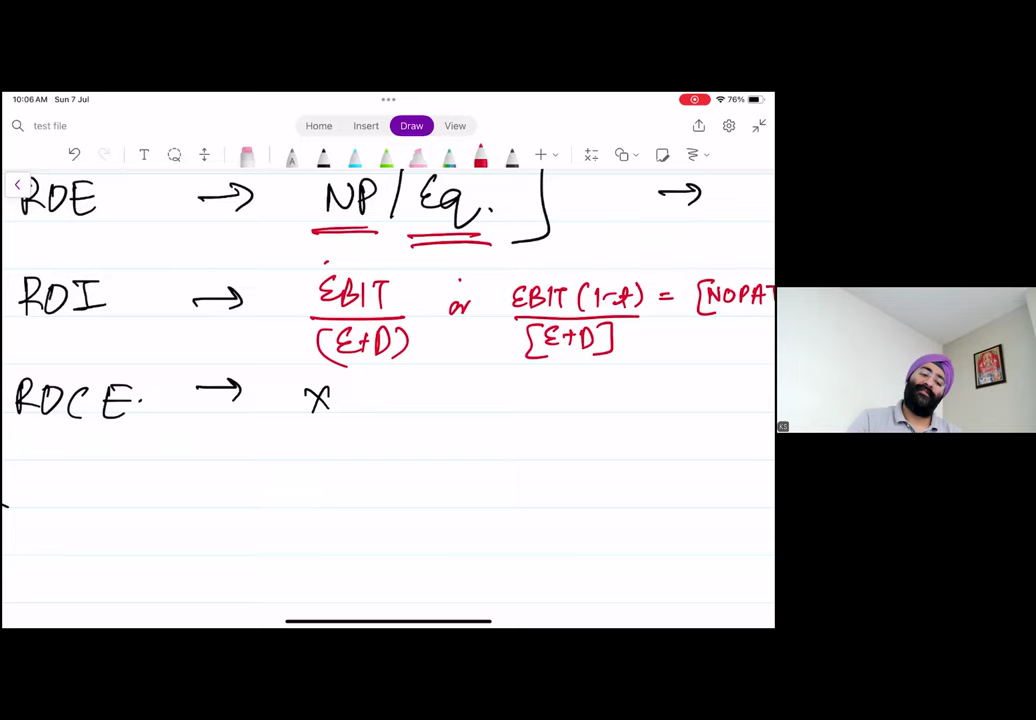 10:06 AM Sun 7 Jul
76%
test file
Home Insert Draw View
ROE → NP / Eq. ] →
ROI → EBIT or EBIT (1-t) = [NOPAT
(E+D) [E+D]
ROCE. → X
KS